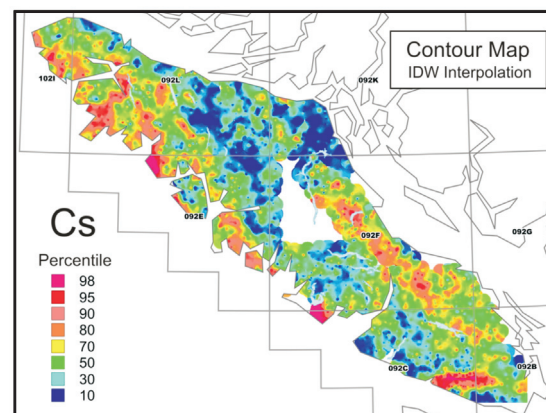 Contour Map
IDW Interpolation
102I
092L
092K
092E
092F
092G
092C
092B
Cs
Percentile
98
95
90
80
70
50
30
10